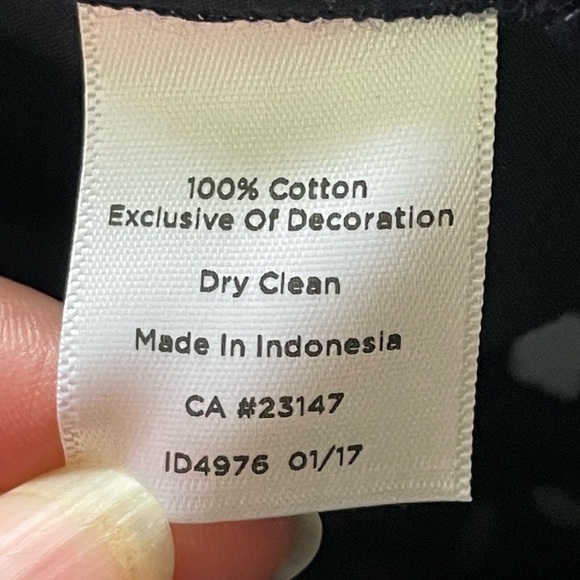 100% Cotton
Exclusive Of Decoration
Dry Clean
Made In Indonesia
CA #23147
ID4976 01/17